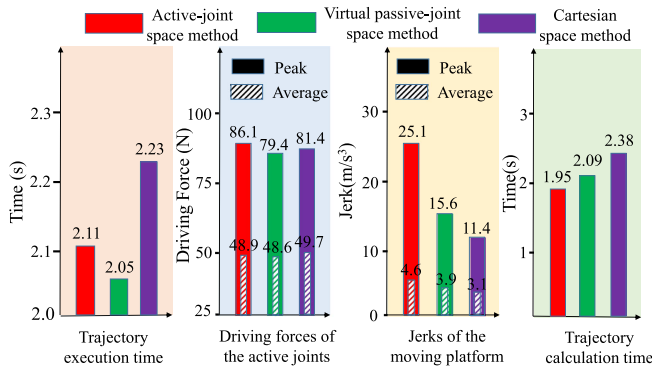 Active-joint
space method
Virtual passive-joint
space method
Cartesian
space method
Time (s)
2.3
2.2
2.1
2.0
2.11
2.05
2.23
Trajectory
execution time
Driving Force (N)
100
75
50
25
Peak
Average
86.1
79.4
81.4
48.9
48.6
49.7
Driving forces of
the active joints
Jerk(m/s³)
30
20
10
0
Peak
Average
25.1
15.6
11.4
4.6
3.9
3.1
Jerks of the
moving platform
Time(s)
3
2
1
1.95
2.09
2.38
Trajectory
calculation time